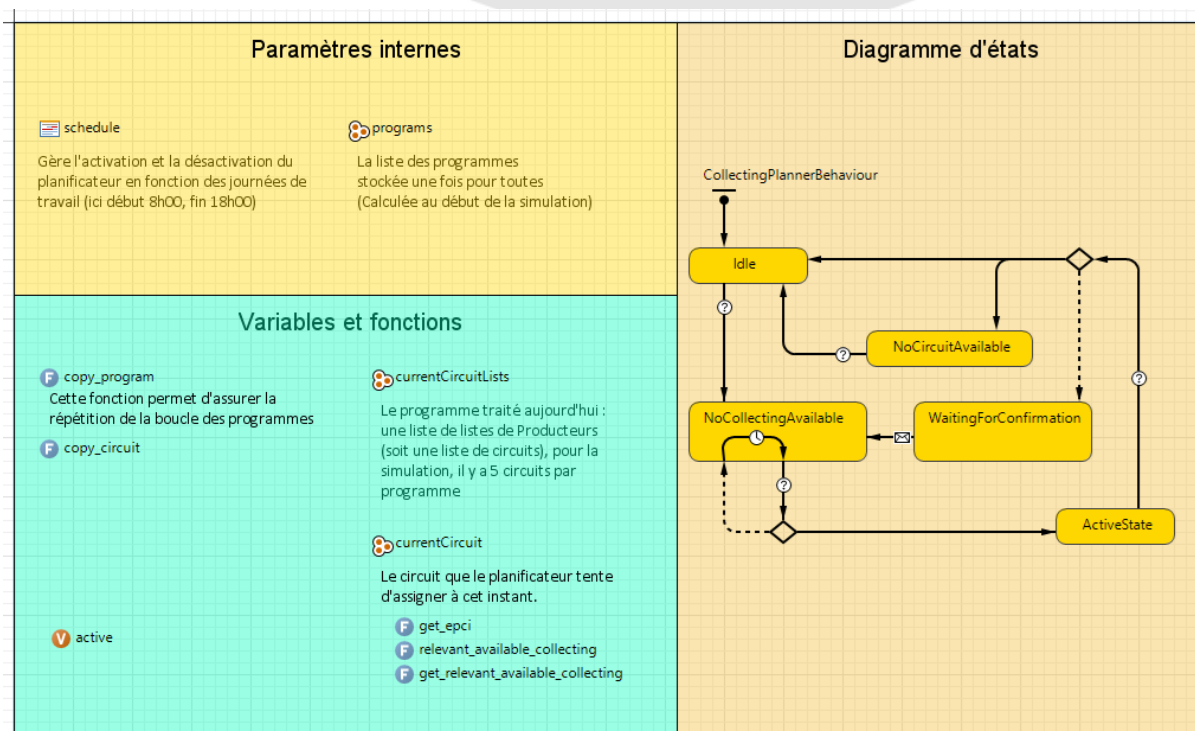 Paramètres internes
schedule
Gère l'activation et la désactivation du
planificateur en fonction des journées de
travail (ici début 8h00, fin 18h00)
programs
La liste des programmes
stockée une fois pour toutes
(Calculée au début de la simulation)
Variables et fonctions
F copy_program
Cette fonction permet d'assurer la
répétition de la boucle des programmes
F copy_circuit
V active
currentCircuitLists
Le programme traité aujourd'hui :
une liste de listes de Producteurs
(soit une liste de circuits), pour la
simulation, il y a 5 circuits par
programme
currentCircuit
Le circuit que le planificateur tente
d'assigner à cet instant.
F get_epci
F relevant_available_collecting
F get_relevant_available_collecting
Diagramme d'états
CollectingPlannerBehaviour
Idle
?
NoCircuitAvailable
?
?
NoCollectingAvailable
WaitingForConfirmation
?
ActiveState